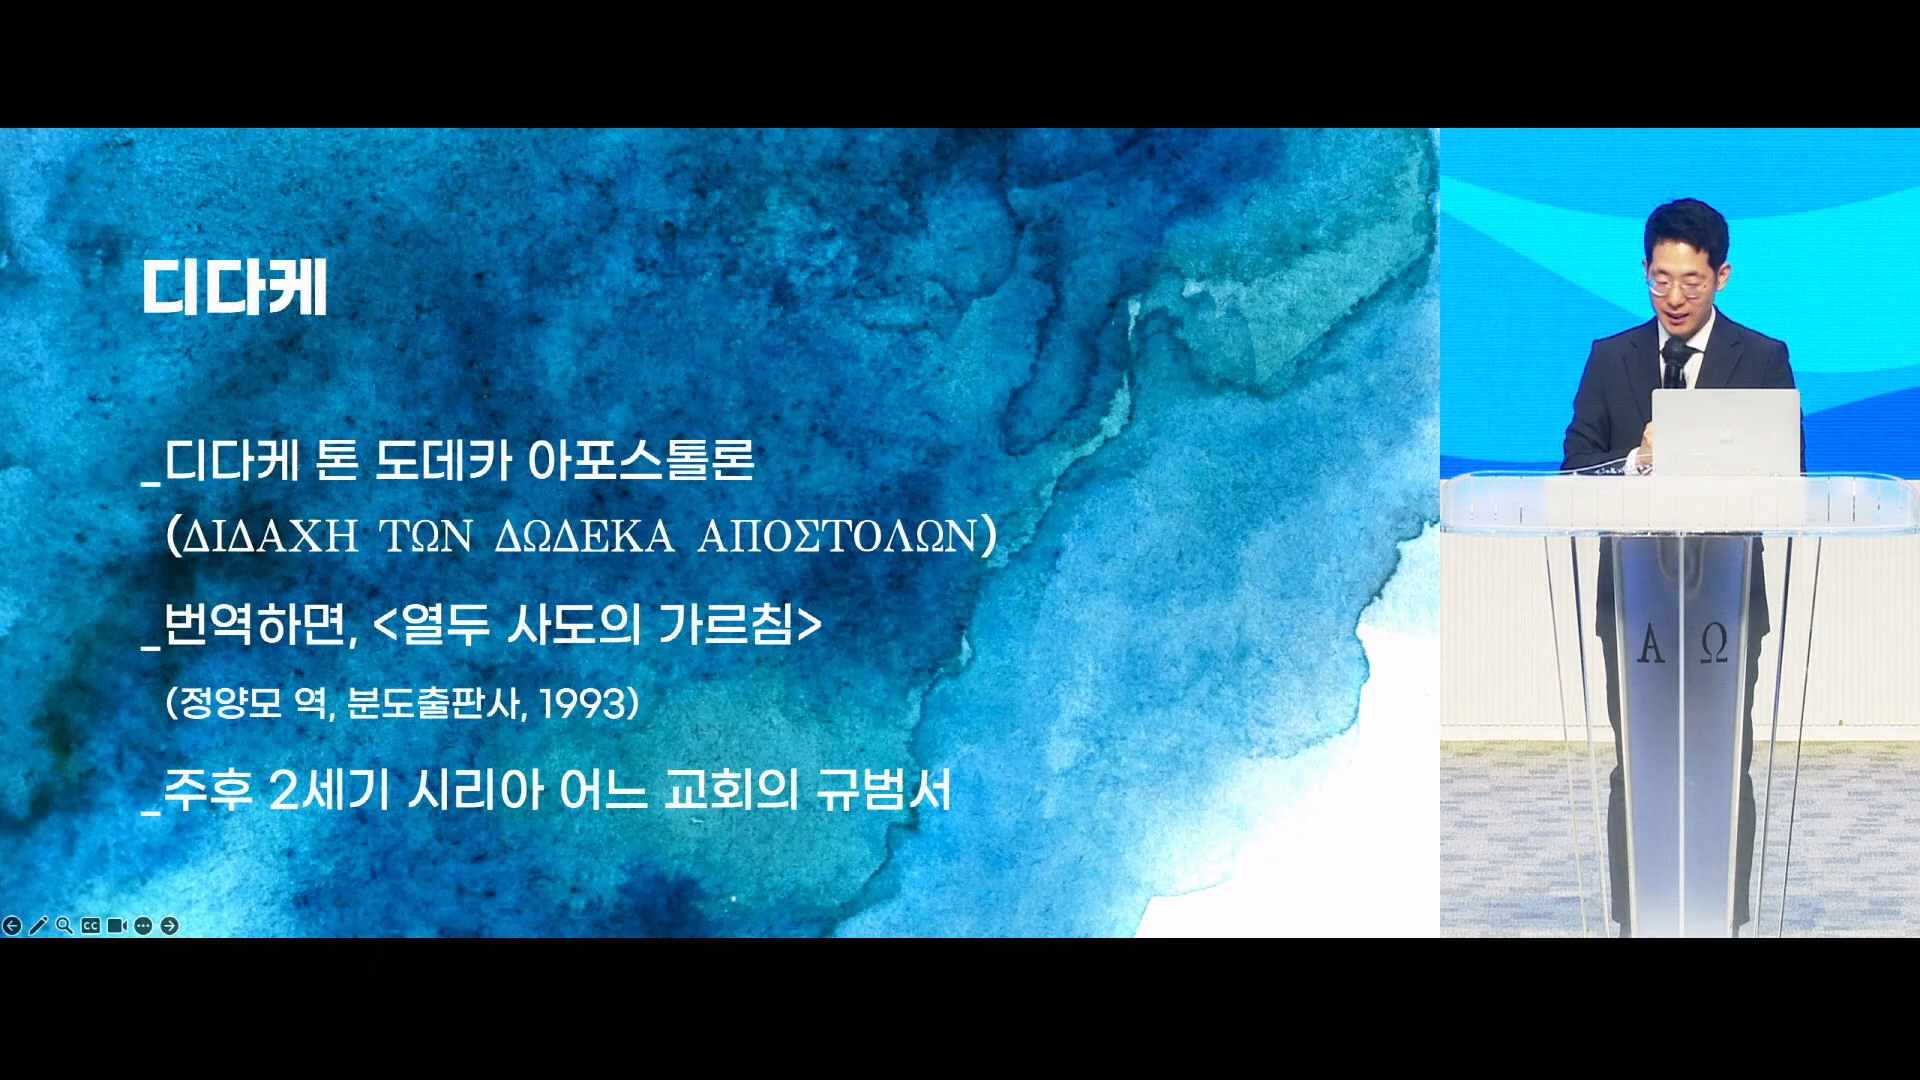 디다케
_디다케 톤 도데카 아포스톨론
(ΔΙΔΑΧΗ ΤΩΝ ΔΩΔΕΚΑ ΑΠΟΣΤΟΛΩΝ)
_번역하면, <열두 사도의 가르침>
(정양모 역, 분도출판사, 1993)
_주후 2세기 시리아 어느 교회의 규범서
CC
Α Ω